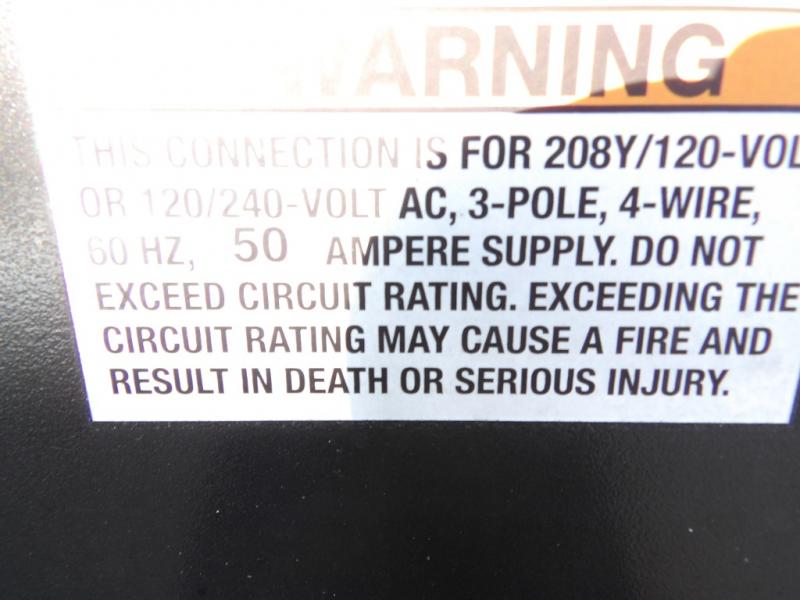 WARNING
THIS CONNECTION IS FOR 208Y/120-VOL
OR 120/240-VOLT AC, 3-POLE, 4-WIRE,
60 HZ, 50 AMPERE SUPPLY. DO NOT
EXCEED CIRCUIT RATING. EXCEEDING THE
CIRCUIT RATING MAY CAUSE A FIRE AND
RESULT IN DEATH OR SERIOUS INJURY.